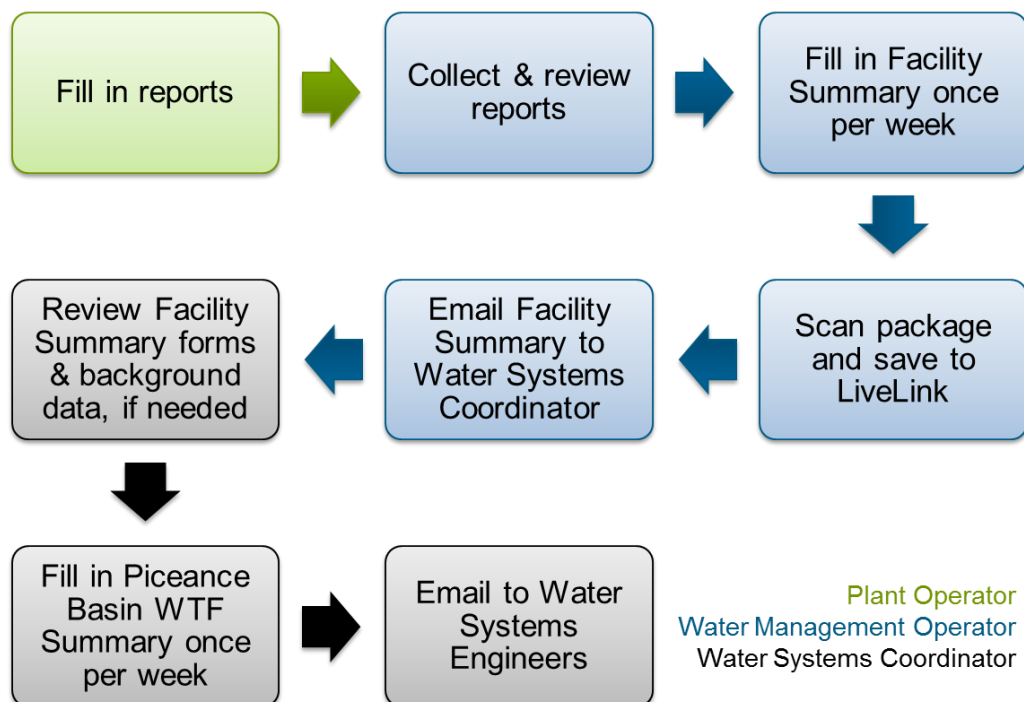 Fill in reports
Collect & review
reports
Fill in Facility
Summary once
per week
Scan package
and save to
LiveLink
Email Facility
Summary to
Water Systems
Coordinator
Review Facility
Summary forms
& background
data, if needed
Fill in Piceance
Basin WTF
Summary once
per week
Email to Water
Systems
Engineers
Plant Operator
Water Management Operator
Water Systems Coordinator